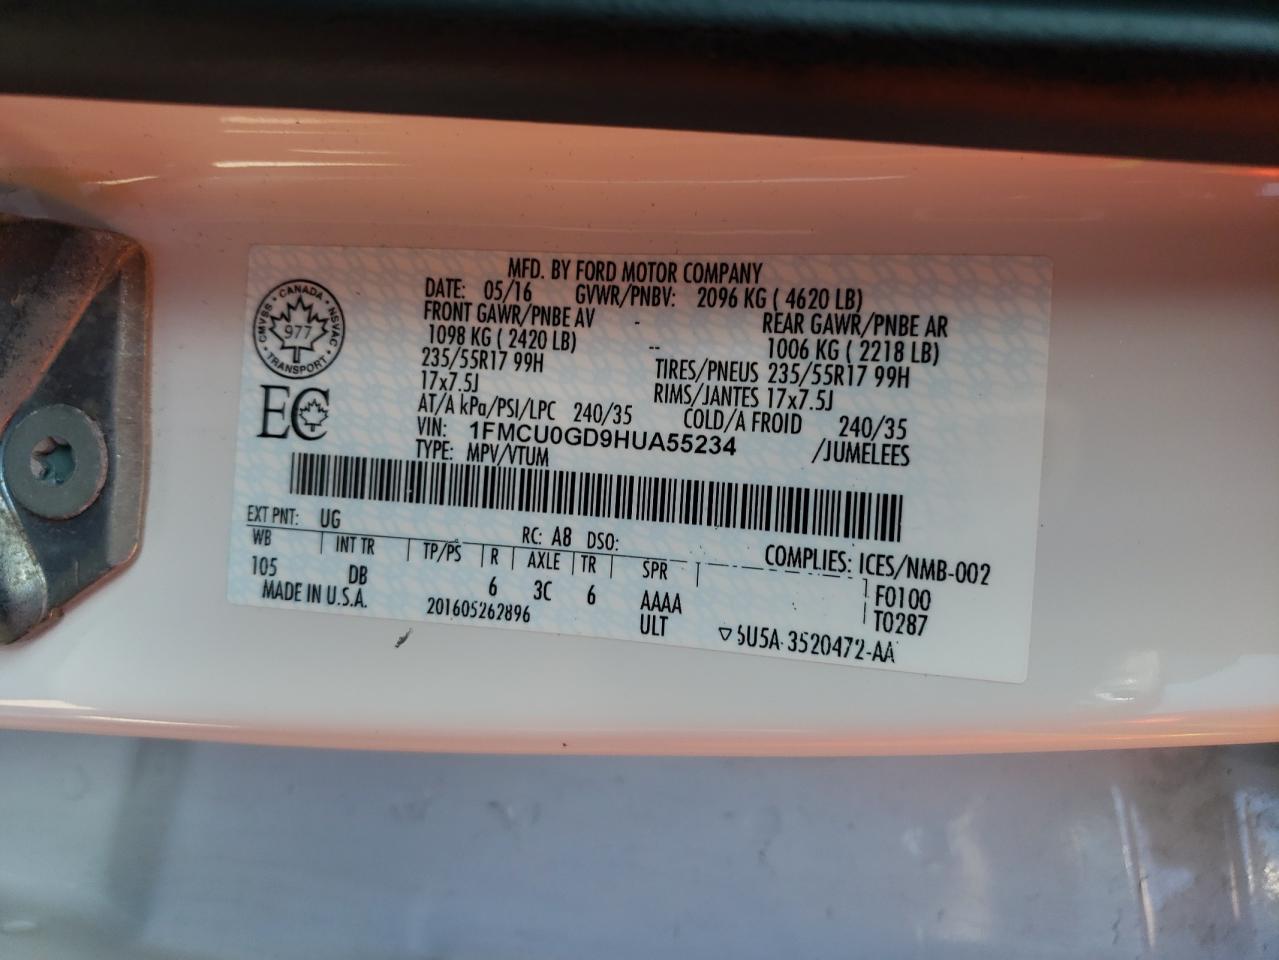 MFD. BY FORD MOTOR COMPANY
DATE: 05/16 GVWR/PNBV: 2096 KG ( 4620 LB)
FRONT GAWR/PNBE AV - REAR GAWR/PNBE AR
1098 KG ( 2420 LB) -- 1006 KG ( 2218 LB)
235/55R17 99H TIRES/PNEUS 235/55R17 99H
17x7.5J RIMS/JANTES 17x7.5J
AT/A kPa/PSI/LPC 240/35 COLD/A FROID 240/35
VIN: 1FMCU0GD9HUA55234 /JUMELEES
TYPE: MPV/VTUM
CANADA
CMVSS NSVAC
977
TRANSPORT
EC
EXT PNT: UG RC: A8 DSO: COMPLIES: ICES/NMB-002
WB INT TR TP/PS R AXLE TR SPR F0100
105 DB 6 3C 6 AAAA T0287
MADE IN U.S.A. 201605262896 ULT ▽ 5U5A-3520472-AA